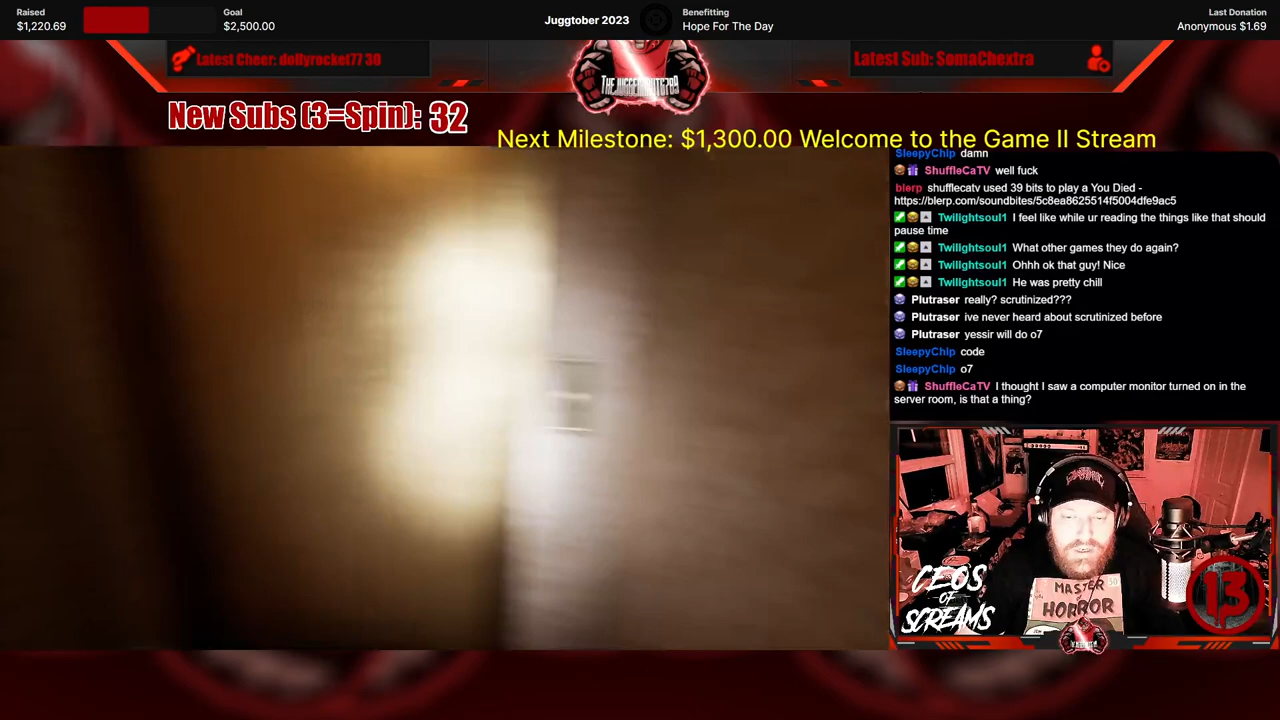 Raised
$1,220.69
Goal
$2,500.00
Juggtober 2023
Benefitting
Hope For The Day
Last Donation
Anonymous $1.69
Latest Cheer: dollyrocket77 30
THEJUGGERNAUT6789
Latest Sub: SomaChextra
New Subs (3=Spin): 32
Next Milestone: $1,300.00 Welcome to the Game II Stream
SleepyChip damn
ShuffleCaTV well fuck
blerp shufflecatv used 39 bits to play a You Died -
https://blerp.com/soundbites/5c8ea8625514f5004dfe9ac5
Twilightsoul1 I feel like while ur reading the things like that should
pause time
Twilightsoul1 What other games they do again?
Twilightsoul1 Ohhh ok that guy! Nice
Twilightsoul1 He was pretty chill
Plutraser really? scrutinized???
Plutraser ive never heard about scrutinized before
Plutraser yessir will do o7
SleepyChip code
SleepyChip o7
ShuffleCaTV I thought I saw a computer monitor turned on in the
server room, is that a thing?
CEOS
OF
SCREAMS
MASTER
OF
HORROR
13